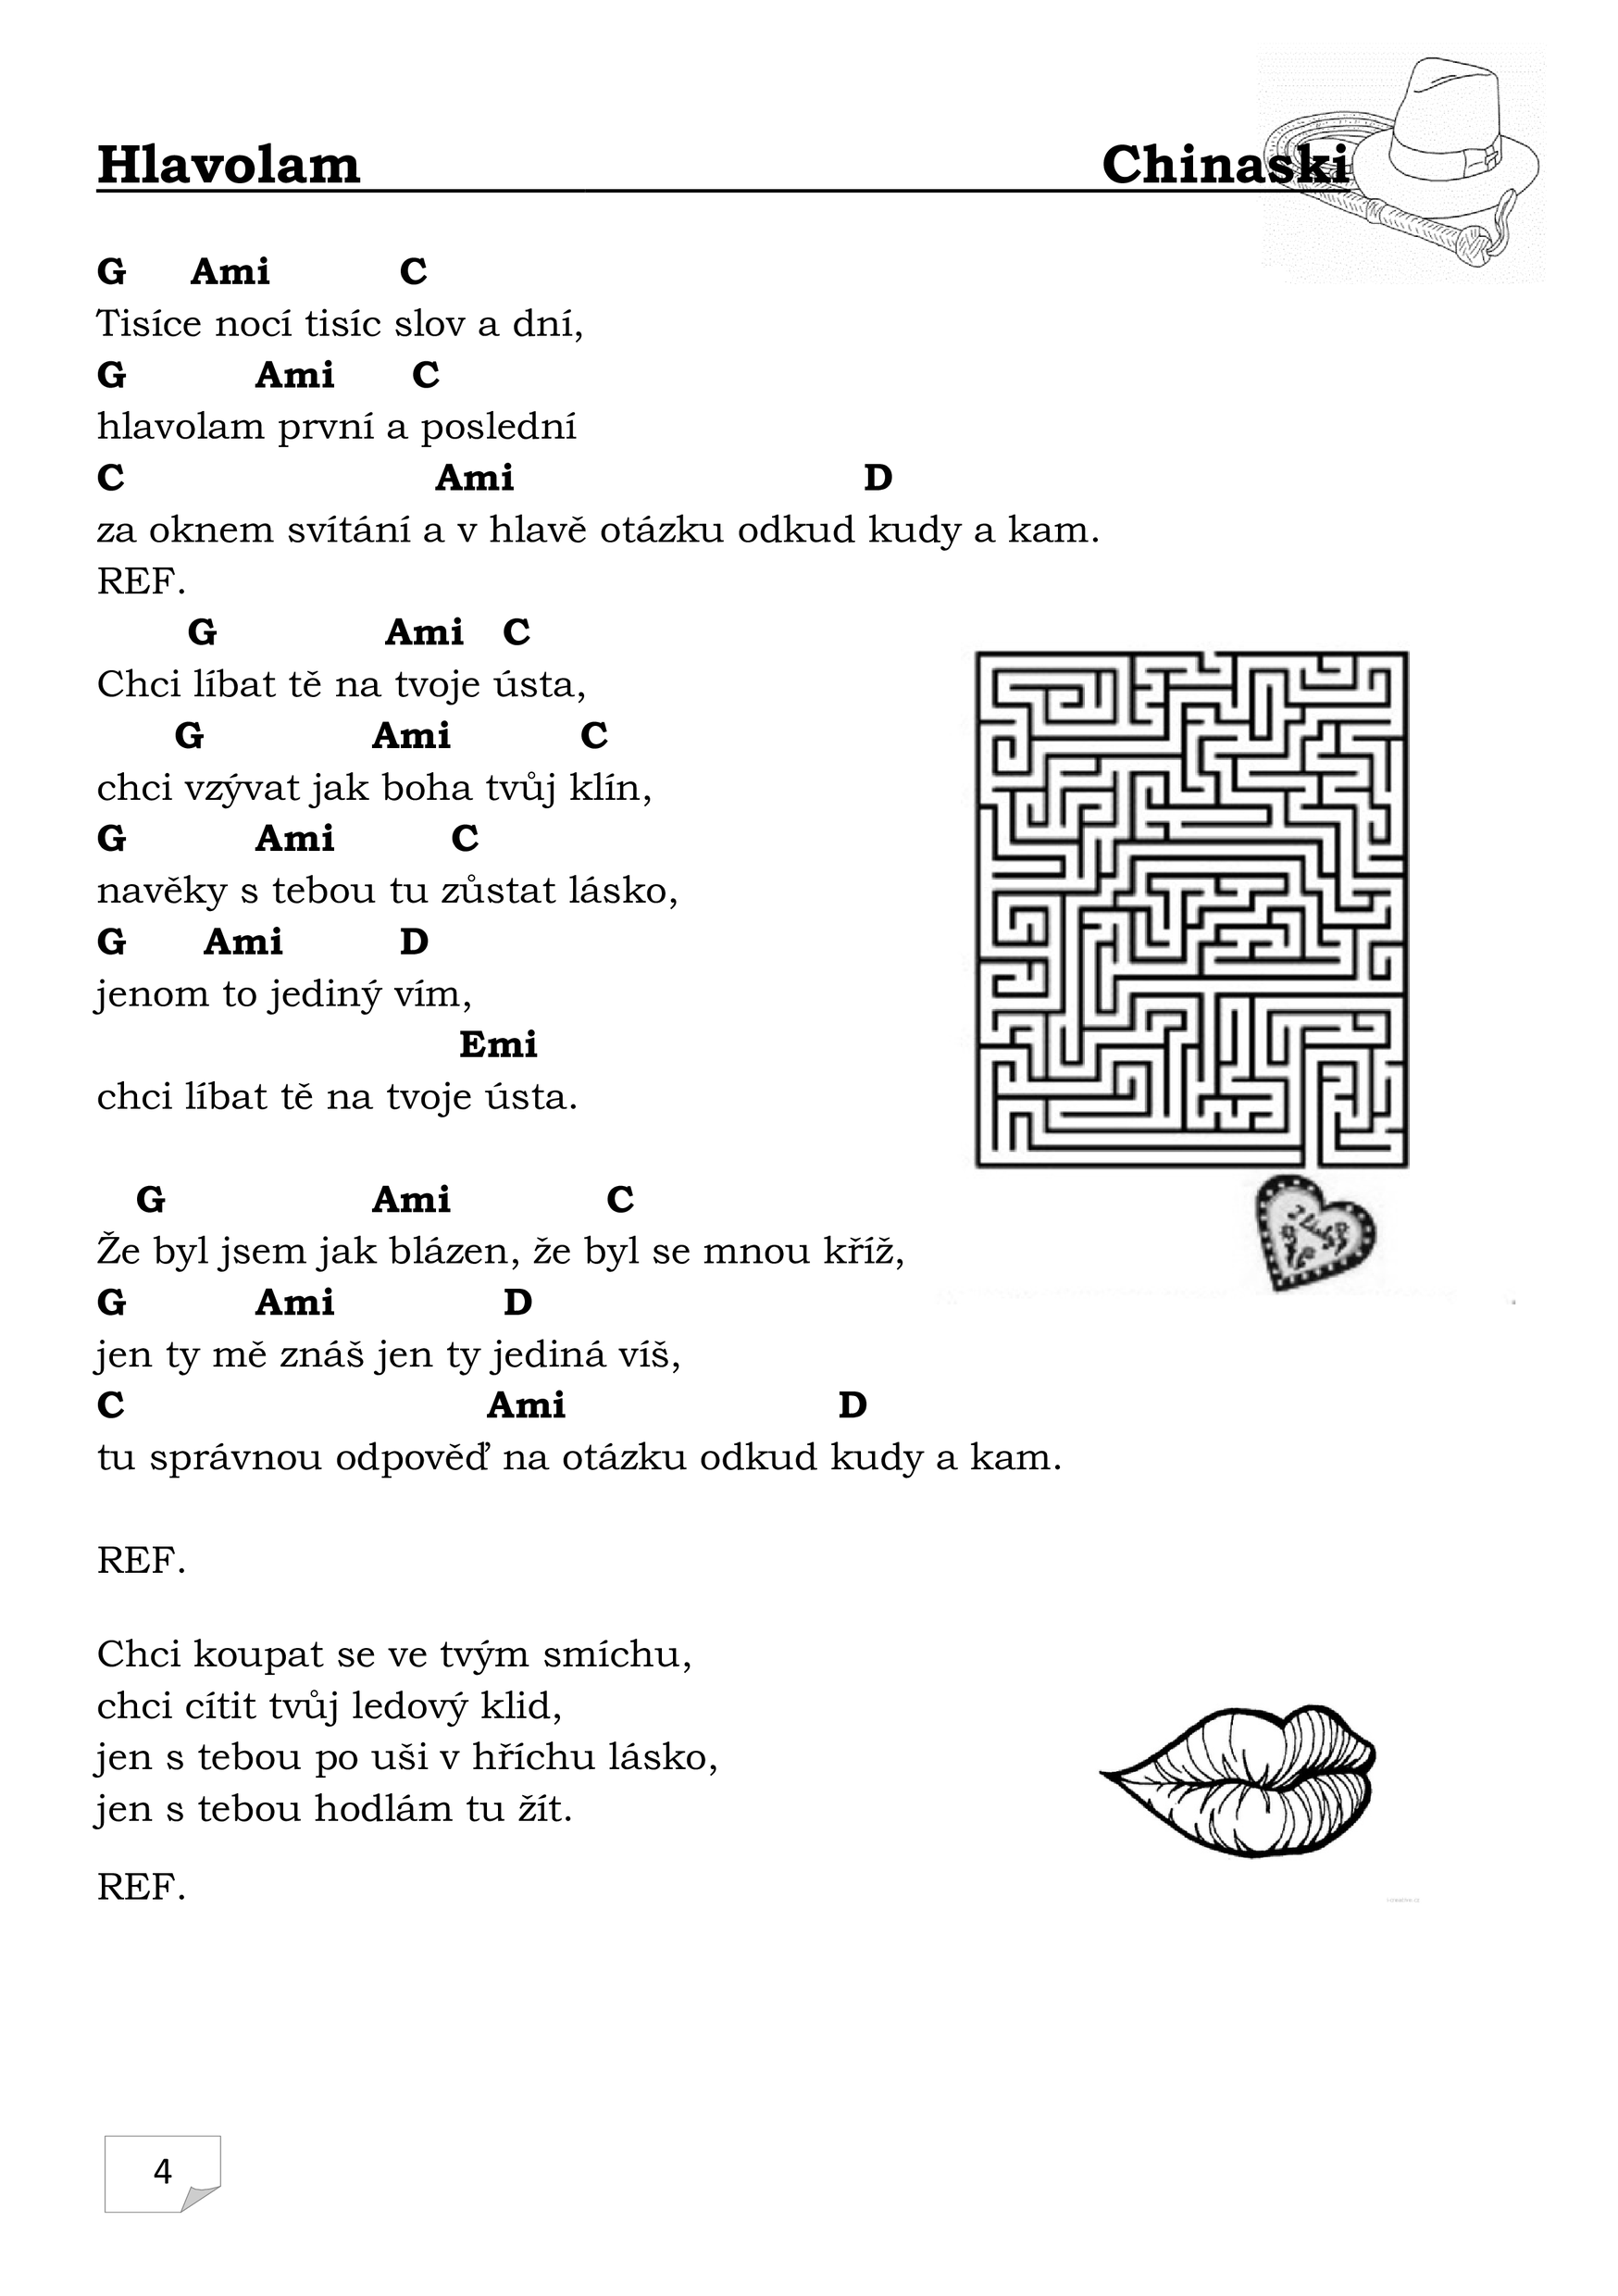 Hlavolam Chinaski
G Ami C
Tisíce nocí tisíc slov a dní,
G Ami C
hlavolam první a poslední
C Ami D
za oknem svítání a v hlavě otázku odkud kudy a kam.
REF.
G Ami C
Chci líbat tě na tvoje ústa,
G Ami C
chci vzývat jak boha tvůj klín,
G Ami C
navěky s tebou tu zůstat lásko,
G Ami D
jenom to jediný vím,
Emi
chci líbat tě na tvoje ústa.
G Ami C
Že byl jsem jak blázen, že byl se mnou kříž,
G Ami D
jen ty mě znáš jen ty jediná víš,
C Ami D
tu správnou odpověď na otázku odkud kudy a kam.
REF.
Chci koupat se ve tvým smíchu,
chci cítit tvůj ledový klid,
jen s tebou po uši v hříchu lásko,
jen s tebou hodlám tu žít.
REF.
4